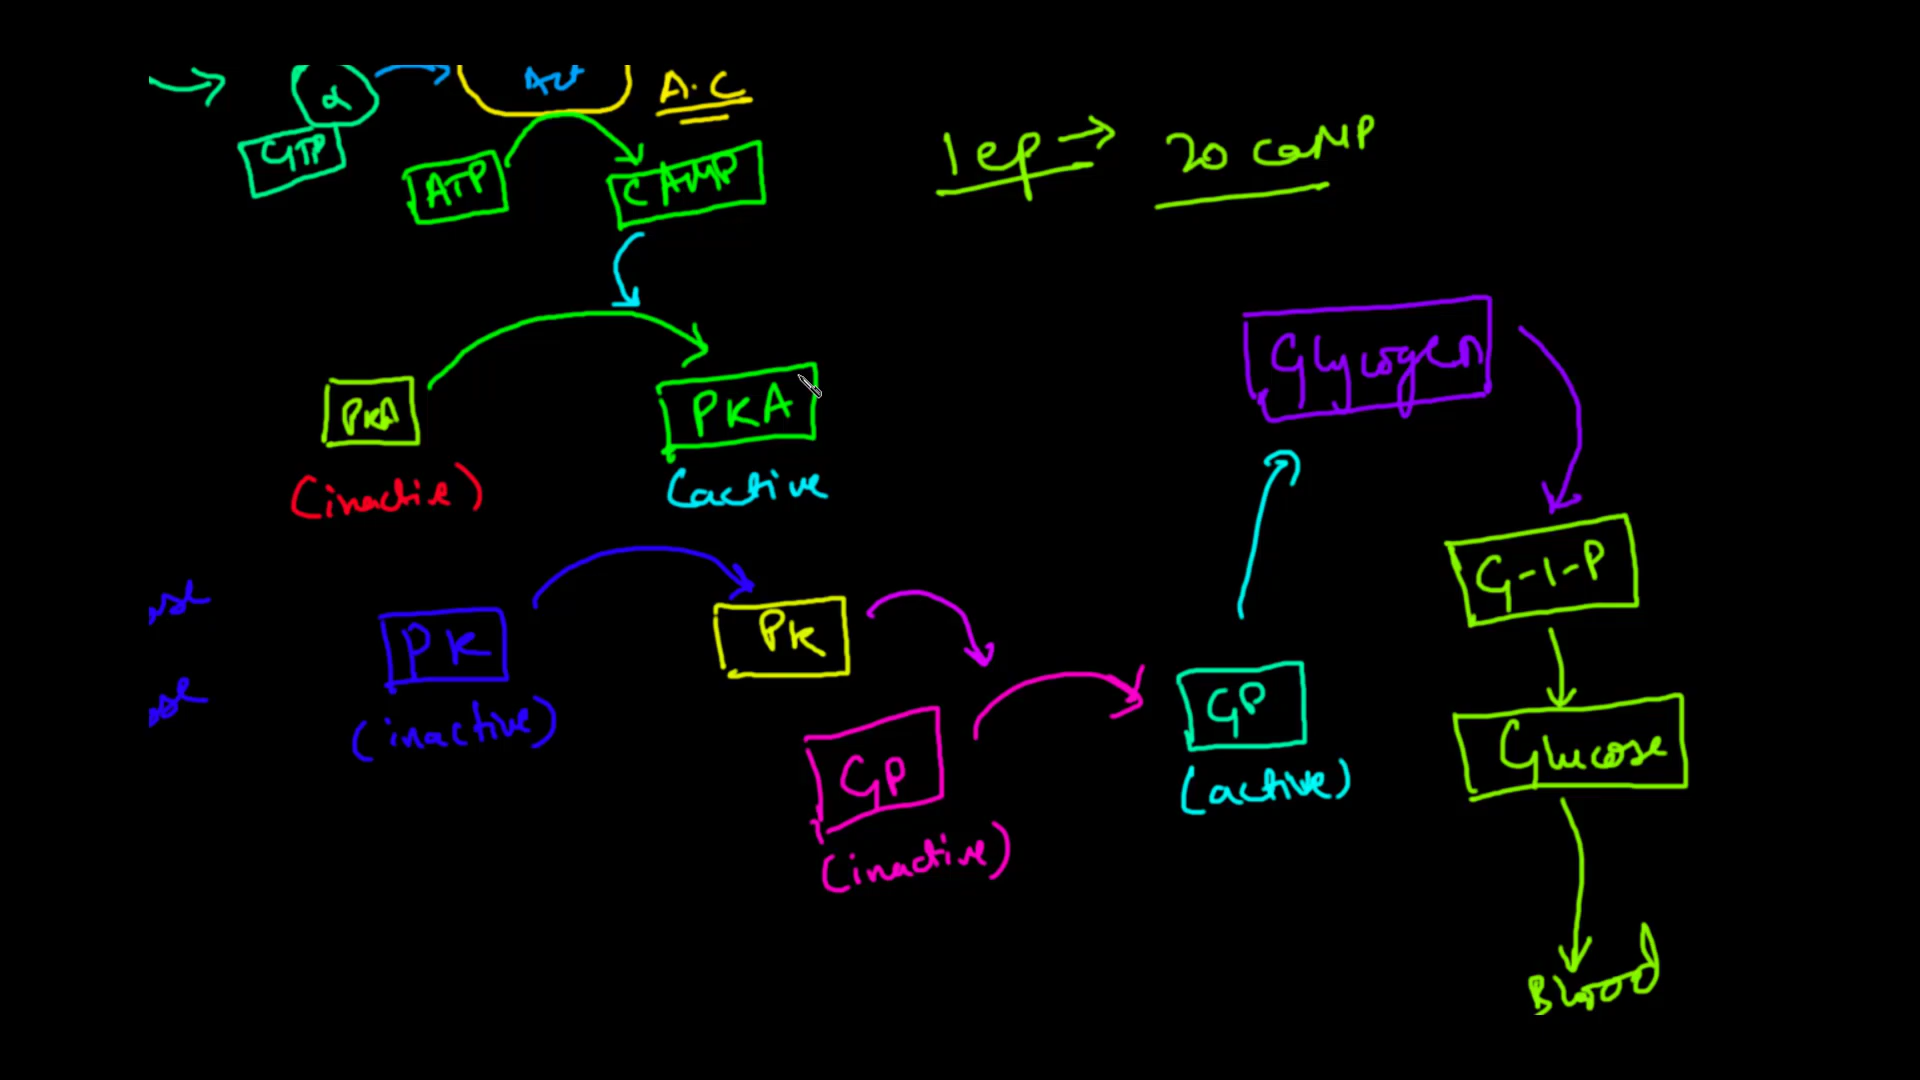 α
Act
A.C
GTP
ATP
CAMP
1 ep → 20 CAMP
Glycogen
PKA
PKA
(inactive)
(active
G-1-P
PK
PK
(inactive)
GP
GP
Glucose
(inactive)
(active)
Blood